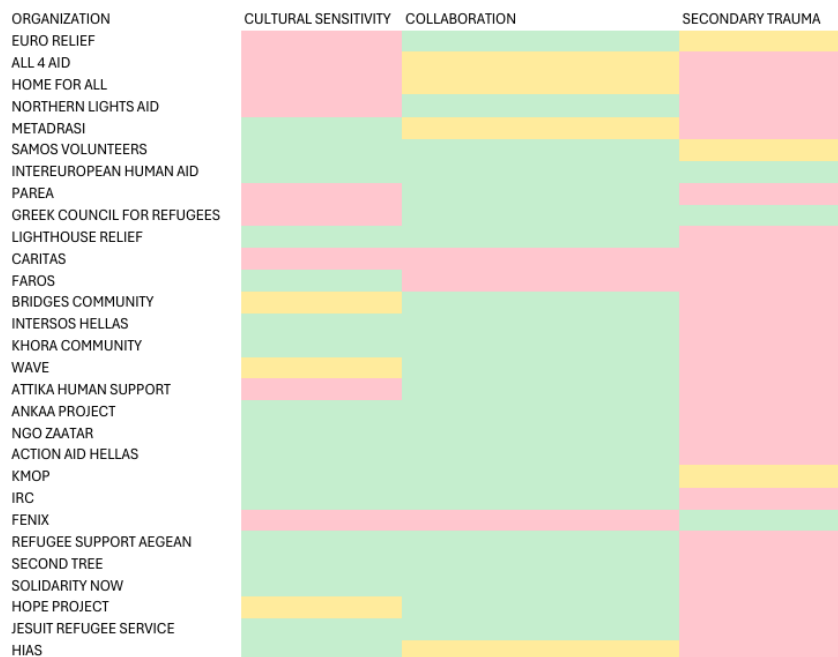 ORGANIZATION CULTURAL SENSITIVITY COLLABORATION SECONDARY TRAUMA
EURO RELIEF
ALL 4 AID
HOME FOR ALL
NORTHERN LIGHTS AID
METADRASI
SAMOS VOLUNTEERS
INTEREUROPEAN HUMAN AID
PAREA
GREEK COUNCIL FOR REFUGEES
LIGHTHOUSE RELIEF
CARITAS
FAROS
BRIDGES COMMUNITY
INTERSOS HELLAS
KHORA COMMUNITY
WAVE
ATTIKA HUMAN SUPPORT
ANKAA PROJECT
NGO ZAATAR
ACTION AID HELLAS
KMOP
IRC
FENIX
REFUGEE SUPPORT AEGEAN
SECOND TREE
SOLIDARITY NOW
HOPE PROJECT
JESUIT REFUGEE SERVICE
HIAS